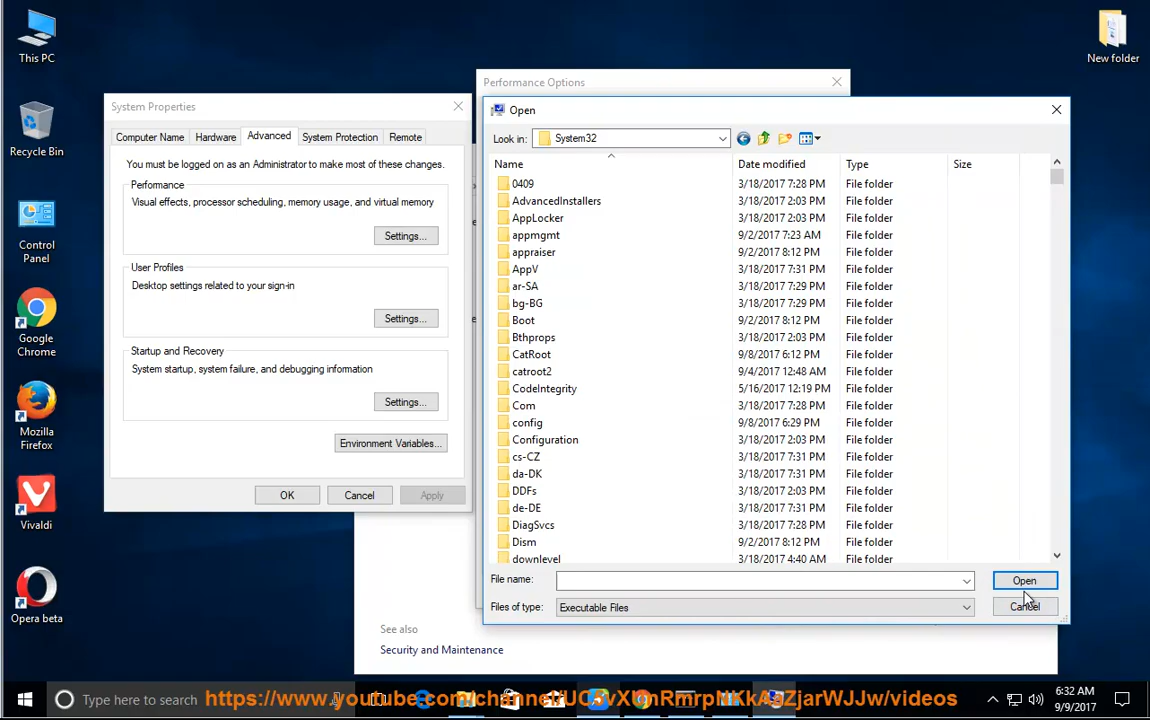 This PC
New folder
Performance Options
System Properties
Open
Recycle Bin
Computer Name Hardware Advanced System Protection Remote
Look in: System32
You must be logged on as an Administrator to make most of these changes.
Performance
Visual effects, processor scheduling, memory usage, and virtual memory
Settings...
User Profiles
Desktop settings related to your sign-in
Settings...
Startup and Recovery
System startup, system failure, and debugging information
Settings...
Environment Variables...
OK Cancel Apply
Name Date modified Type Size
0409 3/18/2017 7:28 PM File folder
AdvancedInstallers 3/18/2017 2:03 PM File folder
AppLocker 3/18/2017 2:03 PM File folder
appmgmt 9/2/2017 7:23 AM File folder
appraiser 9/2/2017 8:12 PM File folder
AppV 3/18/2017 7:31 PM File folder
ar-SA 3/18/2017 7:29 PM File folder
bg-BG 3/18/2017 7:29 PM File folder
Boot 9/2/2017 8:12 PM File folder
Bthprops 3/18/2017 2:03 PM File folder
CatRoot 9/8/2017 6:12 PM File folder
catroot2 9/4/2017 12:48 AM File folder
CodeIntegrity 5/16/2017 12:19 PM File folder
Com 3/18/2017 7:28 PM File folder
config 9/8/2017 6:29 PM File folder
Configuration 3/18/2017 2:03 PM File folder
cs-CZ 3/18/2017 7:31 PM File folder
da-DK 3/18/2017 7:31 PM File folder
DDFs 3/18/2017 2:03 PM File folder
de-DE 3/18/2017 7:31 PM File folder
DiagSvcs 3/18/2017 7:28 PM File folder
Dism 9/2/2017 8:12 PM File folder
downlevel 3/18/2017 4:40 AM File folder
File name: Open
Files of type: Executable Files Cancel
Control
Panel
Google
Chrome
Mozilla
Firefox
Vivaldi
Opera beta
See also
Security and Maintenance
Type here to search
6:32 AM
9/9/2017